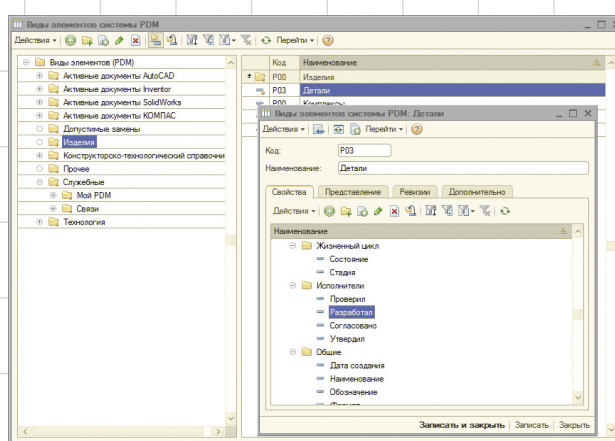 Виды элементов системы PDM
Действия
Перейти
Виды элементов (PDM)
Активные документы AutoCAD
Активные документы Inventor
Активные документы SolidWorks
Активные документы КОМПАС
Допустимые замены
Изделия
Конструкторско-технологический справочни
Прочее
Служебные
Мой PDM
Связи
Технология
Код Наименование
P00 Изделия
P03 Детали
P00 Комплексы
Виды элементов системы PDM: Детали
Действия
Перейти
Код: P03
Наименование: Детали
Свойства Представление Ревизии Дополнительно
Действия
Наименование
Жизненный цикл
Состояние
Стадия
Исполнители
Проверил
Разработал
Согласовано
Утвердил
Общие
Дата создания
Наименование
Обозначение
Записать и закрыть Записать Закрыть